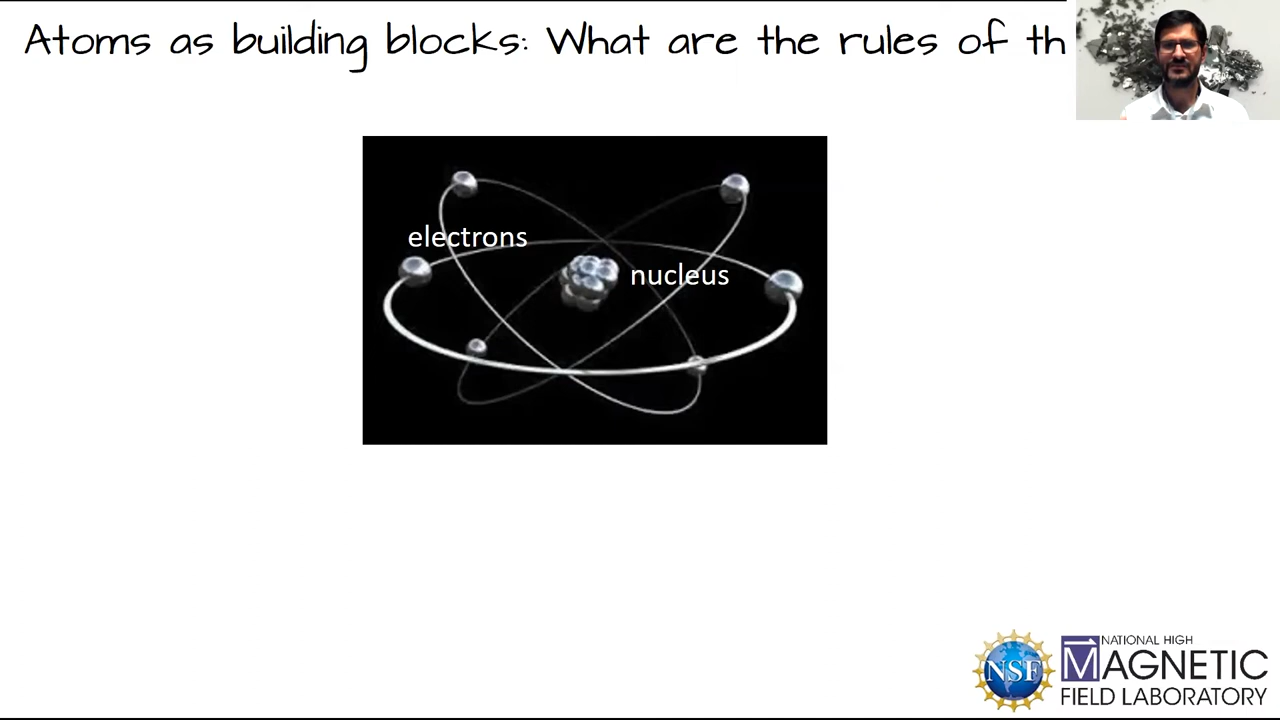 Atoms as building blocks: What are the rules of th
electrons
nucleus
NSF
NATIONAL HIGH
MAGNETIC
FIELD LABORATORY